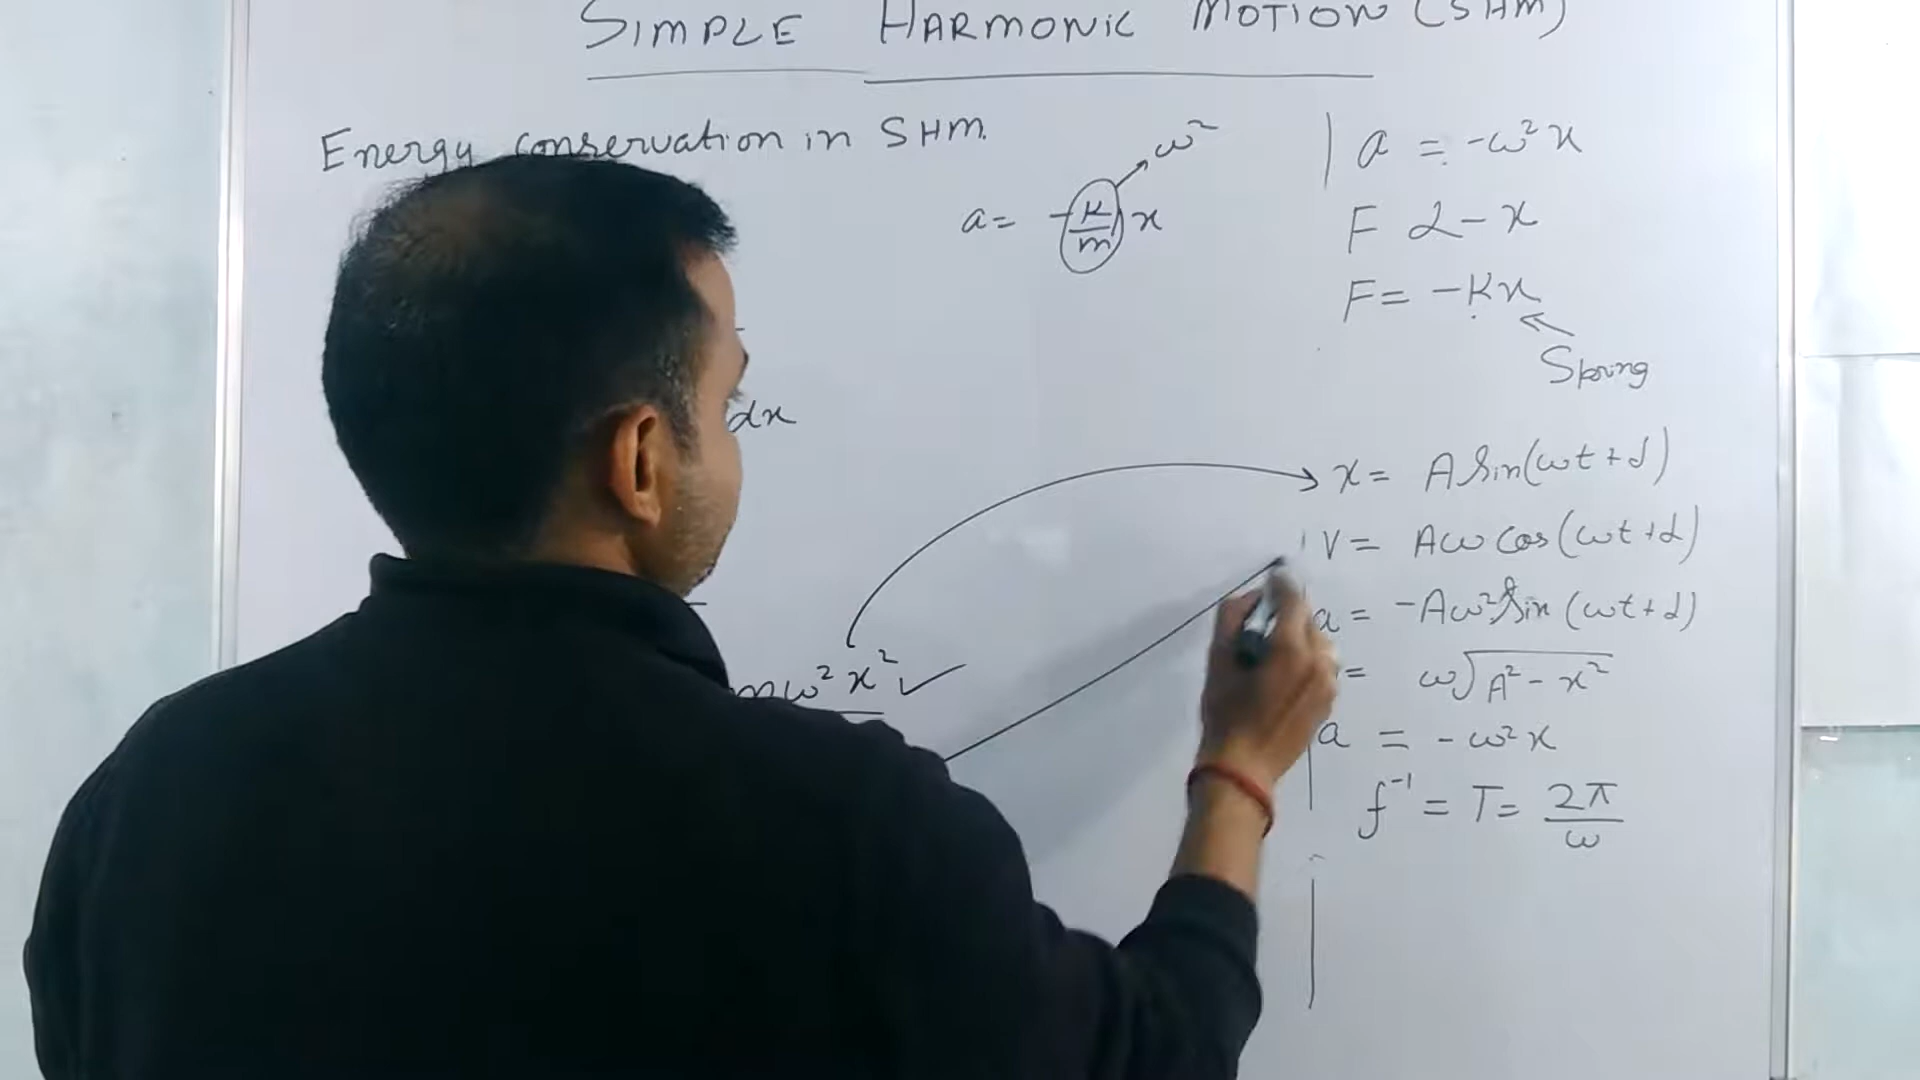 SIMPLE HARMONIC MOTION (SHM)
Energy conservation in SHM.
a = -K/m x → ω²
a = -ω²x
F α - x
F = -Kx
Spring
dx
x = A Sin(ωt + δ)
V = Aω Cos (ωt + δ)
a = -Aω² Sin (ωt + δ)
= ω√A² - x²
mω²x² ✓
a = - ω²x
f⁻¹ = T = 2π/ω